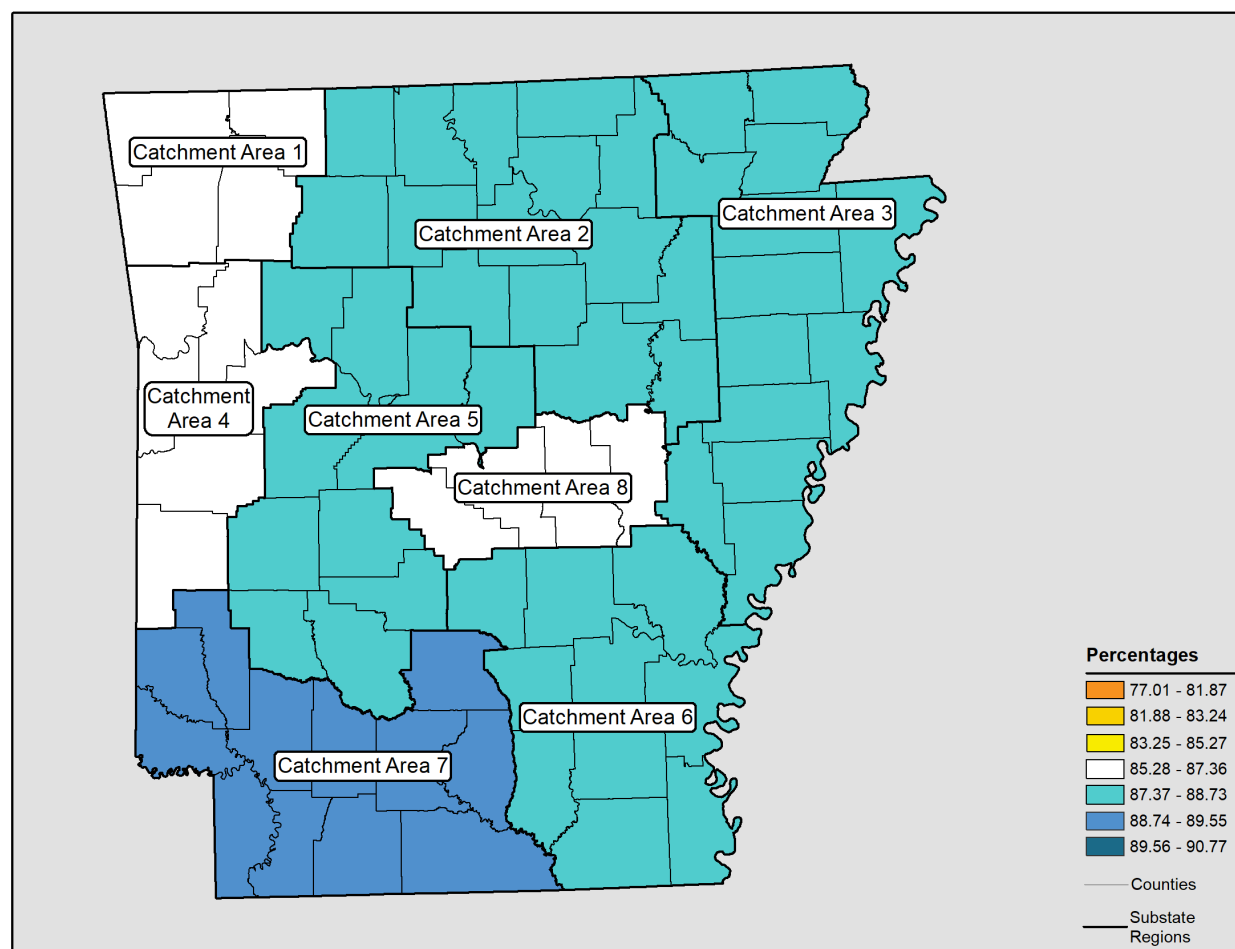 Catchment Area 1
Catchment Area 3
Catchment Area 2
Catchment
Area 4
Catchment Area 5
Catchment Area 8
Catchment Area 6
Catchment Area 7
Percentages
77.01 - 81.87
81.88 - 83.24
83.25 - 85.27
85.28 - 87.36
87.37 - 88.73
88.74 - 89.55
89.56 - 90.77
Counties
Substate
Regions